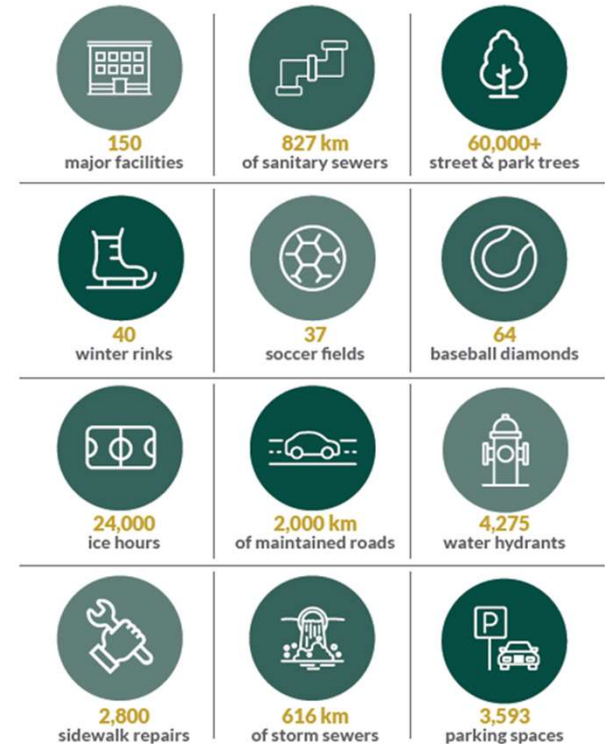 150
major facilities
827 km
of sanitary sewers
60,000+
street & park trees
40
winter rinks
37
soccer fields
64
baseball diamonds
24,000
ice hours
2,000 km
of maintained roads
4,275
water hydrants
2,800
sidewalk repairs
616 km
of storm sewers
P
3,593
parking spaces